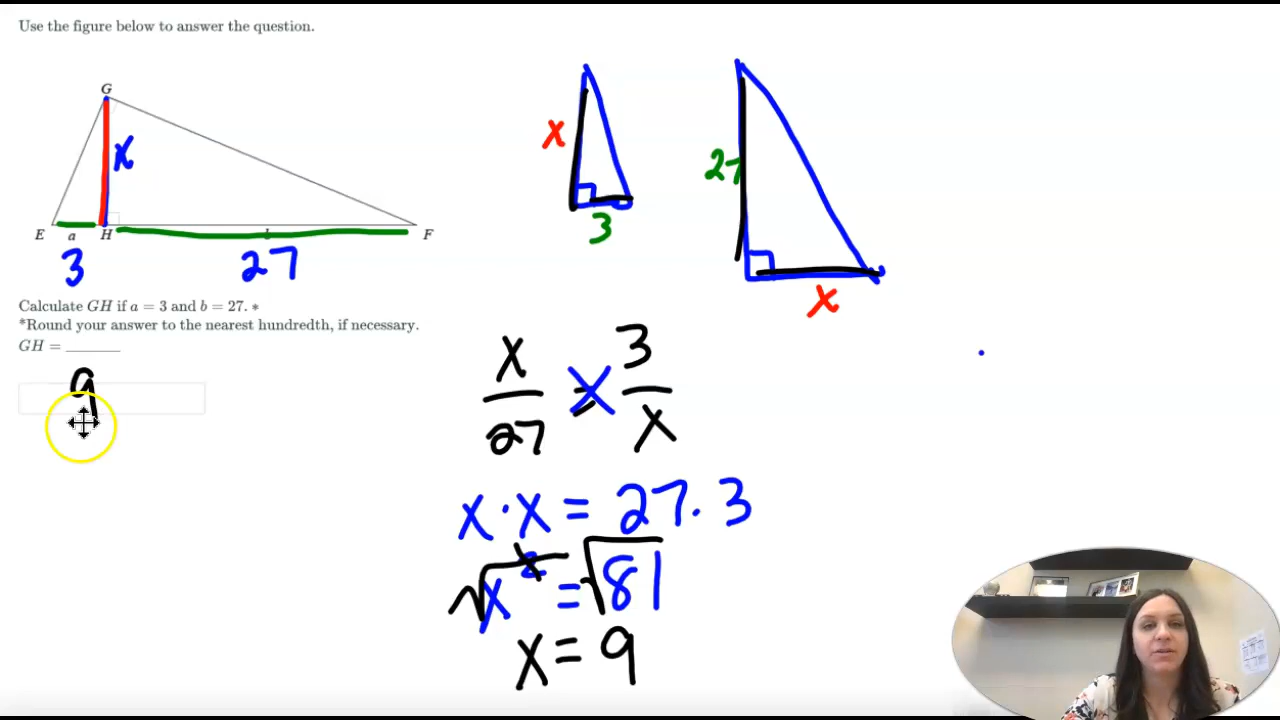 Use the figure below to answer the question.
G
x
E a H b F
3 27
Calculate GH if a = 3 and b = 27. *
*Round your answer to the nearest hundredth, if necessary.
GH = ______
9
x
3
27
x
x/27 = 3/x
x · x = 27 · 3
√x² = √81
x = 9